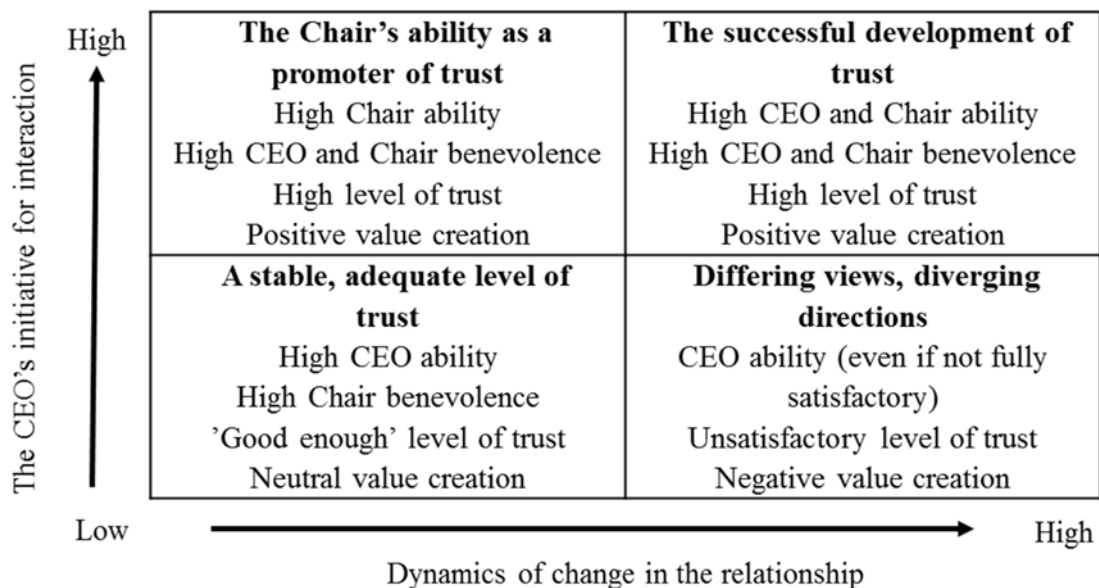 The CEO's initiative for interaction
High
The Chair's ability as a
promoter of trust
High Chair ability
High CEO and Chair benevolence
High level of trust
Positive value creation
The successful development of
trust
High CEO and Chair ability
High CEO and Chair benevolence
High level of trust
Positive value creation
A stable, adequate level of
trust
High CEO ability
High Chair benevolence
’Good enough’ level of trust
Neutral value creation
Differing views, diverging
directions
CEO ability (even if not fully
satisfactory)
Unsatisfactory level of trust
Negative value creation
Low
High
Dynamics of change in the relationship